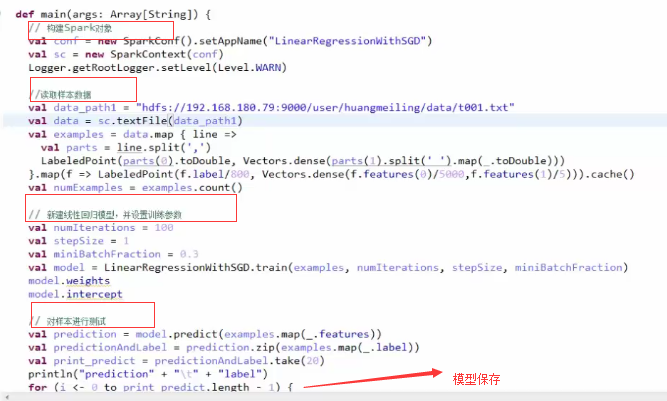 def main(args: Array[String]) {
// 构建Spark对象
val conf = new SparkConf().setAppName("LinearRegressionWithSGD")
val sc = new SparkContext(conf)
Logger.getRootLogger.setLevel(Level.WARN)
//读取样本数据
val data_path1 = "hdfs://192.168.180.79:9000/user/huangmeiling/data/t001.txt"
val data = sc.textFile(data_path1)
val examples = data.map { line =>
val parts = line.split(',')
LabeledPoint(parts(0).toDouble, Vectors.dense(parts(1).split(' ').map(_.toDouble)))
}.map(f => LabeledPoint(f.label/800, Vectors.dense(f.features(0)/5000,f.features(1)/5))).cache()
val numExamples = examples.count()
// 新建线性回归模型，并设置训练参数
val numIterations = 100
val stepSize = 1
val miniBatchFraction = 0.3
val model = LinearRegressionWithSGD.train(examples, numIterations, stepSize, miniBatchFraction)
model.weights
model.intercept
// 对样本进行测试
val prediction = model.predict(examples.map(_.features))
val predictionAndLabel = prediction.zip(examples.map(_.label))
val print_predict = predictionAndLabel.take(20)
println("prediction" + "\t" + "label")
for (i <- 0 to print_predict.length - 1) {
模型保存